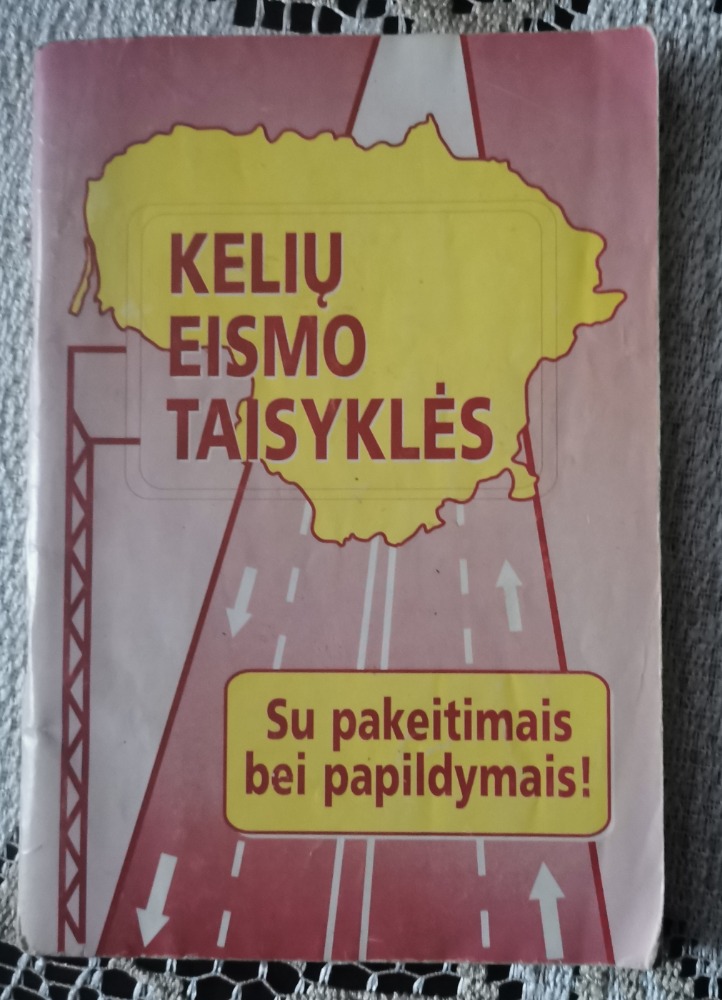 KELIŲ
EISMO
TAISYKLĖS
Su pakeitimais
bei papildymais!